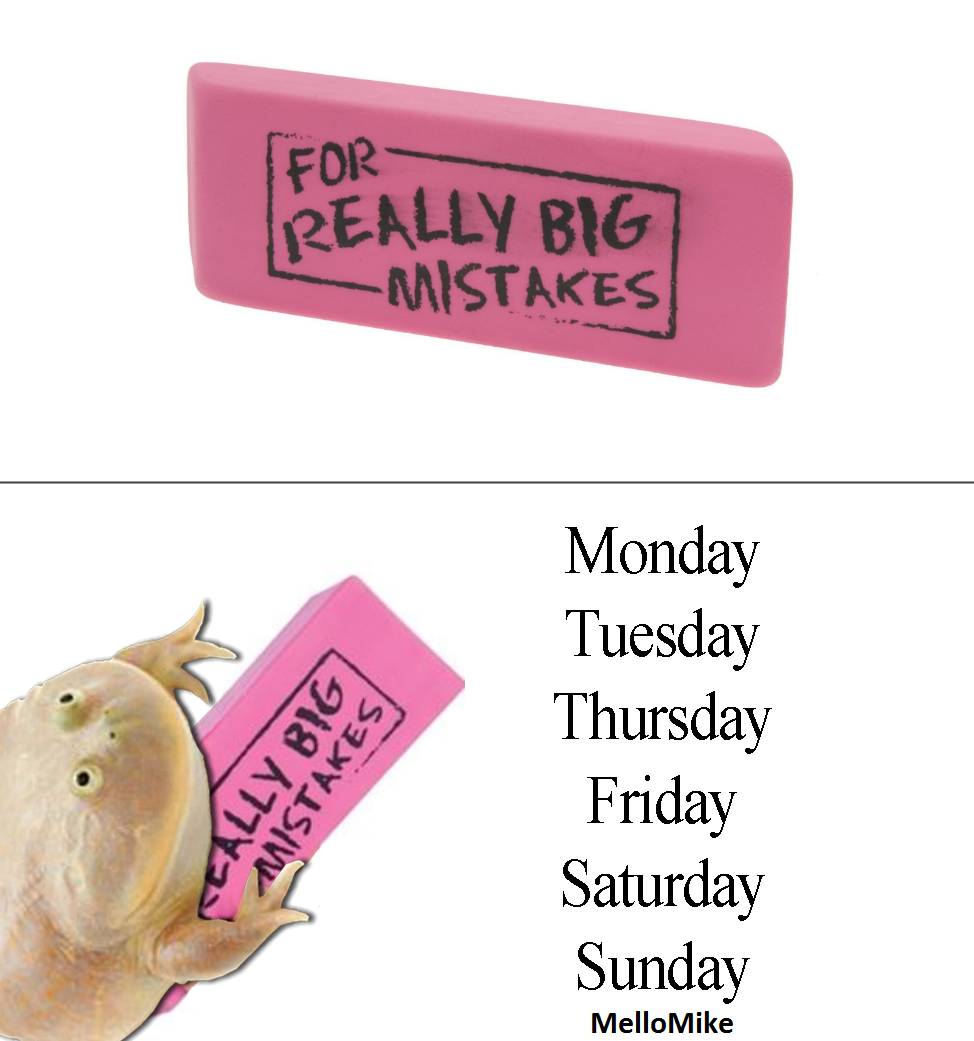 FOR
REALLY BIG
MISTAKES
EALLY BIG
MISTAKES
Monday
Tuesday
Thursday
Friday
Saturday
Sunday
MelloMike